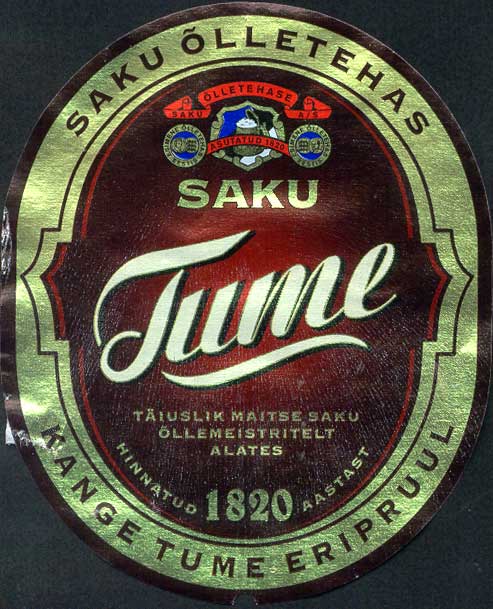 SAKU ÕLLETEHAS
ÕLLETEHASE
SAKU A/S
ASUTATUD 1820
SAKU
Tume
TÄIUSLIK MAITSE SAKU
ÕLLEMEISTRITELT
ALATES
HINNATUD 1820 AASTAST
KANGE TUME ERIPRUUL